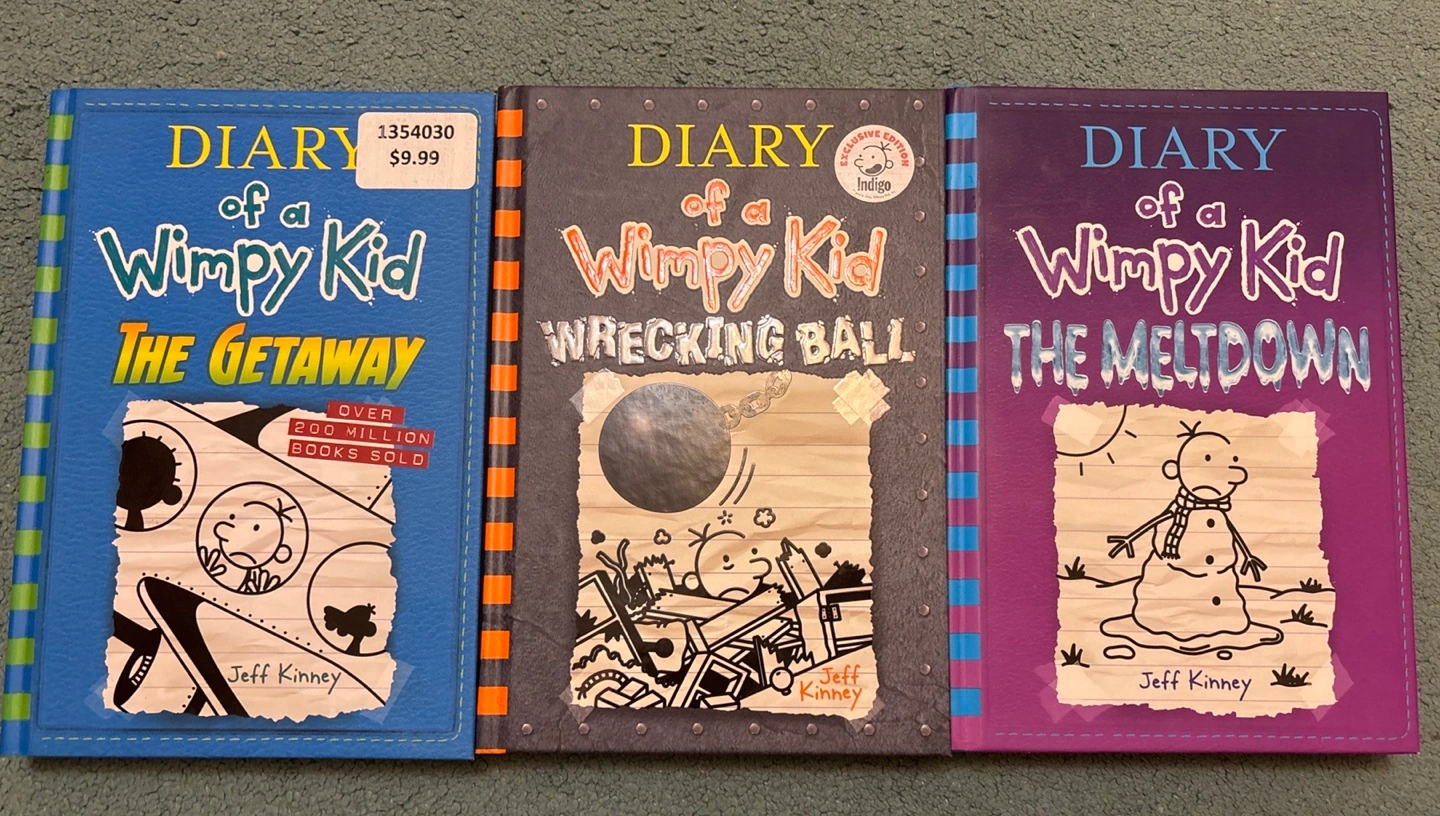 DIARY
1354030
$9.99
of a
Wimpy Kid
THE GETAWAY
OVER
200 MILLION
BOOKS SOLD
Jeff Kinney
DIARY
EXCLUSIVE EDITION
!ndigo
of a
Wimpy Kid
WRECKING BALL
Jeff
Kinney
DIARY
of a
Wimpy Kid
THE MELTDOWN
Jeff Kinney